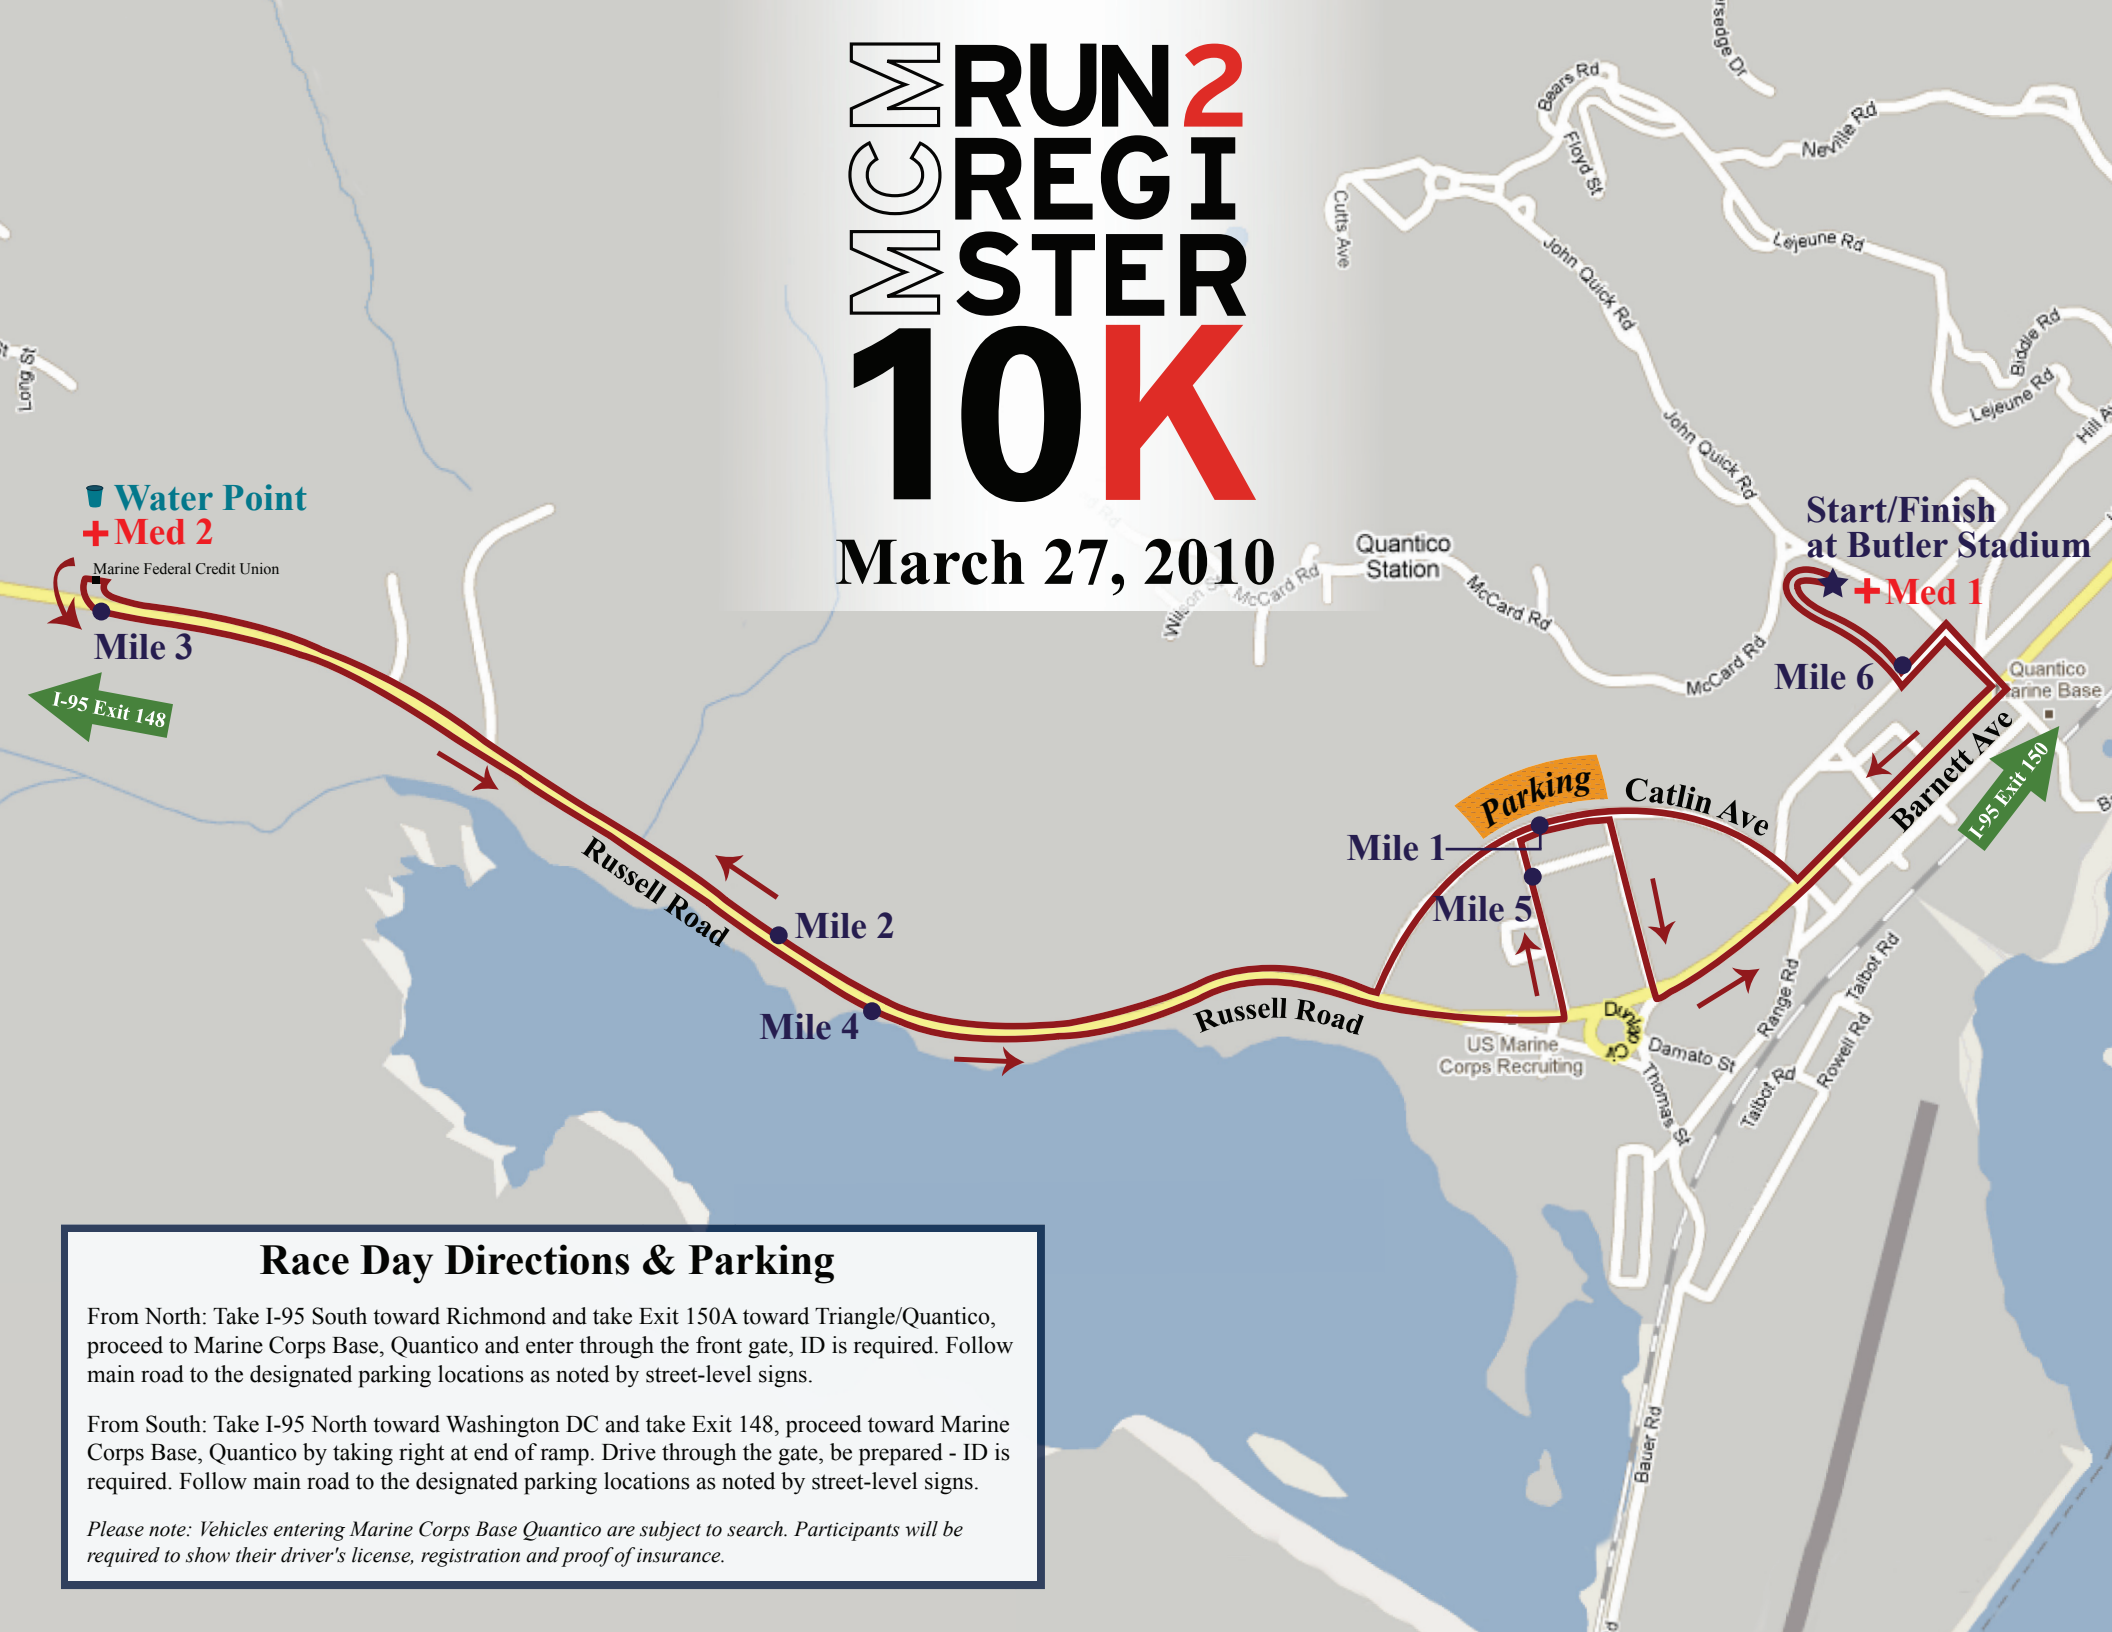 MCM
RUN2
REGI
STER
10K
March 27, 2010
Bears Rd
Floyd St
Neville Rd
Lejeune Rd
Cutts Ave
John Quick Rd
Biddle Rd
Lejeune Rd
John Quick Rd
Long St
Water Point
Med 2
Marine Federal Credit Union
Mile 3
I-95 Exit 148
Start/Finish
at Butler Stadium
Med 1
Mile 6
Quantico
Station
McCard Rd
McCard Rd
McCard Rd
Quantico
arine Base
Barnett Ave
I-95 Exit 150
Parking
Catlin Ave
Mile 1
Mile 5
Russell Road
Mile 2
Mile 4
Russell Road
US Marine
Corps Recruiting
Dunlap
Cir
Damato St
Thomas St
Range Rd
Talbot Rd
Talbot Rd
Rowell Rd
Bauer Rd
Race Day Directions & Parking
From North: Take I-95 South toward Richmond and take Exit 150A toward Triangle/Quantico,
proceed to Marine Corps Base, Quantico and enter through the front gate, ID is required. Follow
main road to the designated parking locations as noted by street-level signs.
From South: Take I-95 North toward Washington DC and take Exit 148, proceed toward Marine
Corps Base, Quantico by taking right at end of ramp. Drive through the gate, be prepared - ID is
required. Follow main road to the designated parking locations as noted by street-level signs.
Please note: Vehicles entering Marine Corps Base Quantico are subject to search. Participants will be
required to show their driver's license, registration and proof of insurance.